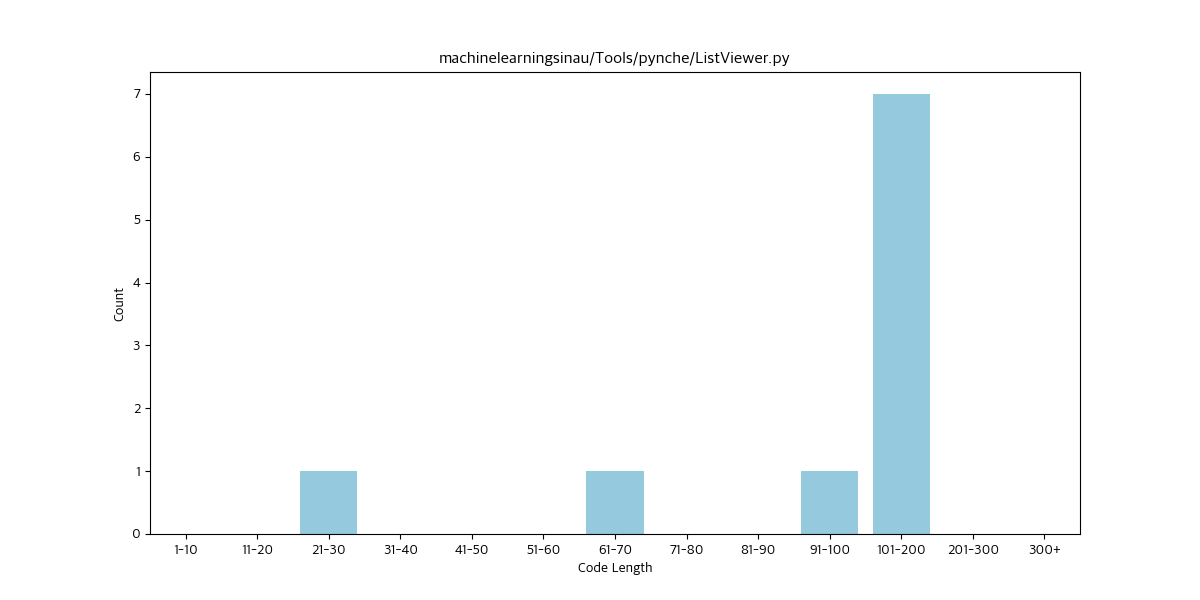 machinelearningsinau/Tools/pynche/ListViewer.py
7
6
5
4
3
2
1
0
Count
1-10 11-20 21-30 31-40 41-50 51-60 61-70 71-80 81-90 91-100 101-200 201-300 300+
Code Length